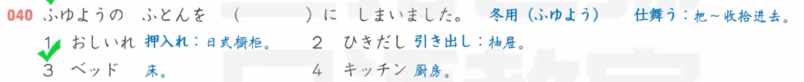 040 ふゆようの ふとんを ( )に しまいました。 冬用（ふゆよう） 仕舞う：把～收拾进去。
1 おしいれ 押入れ：日式橱柜。 2 ひきだし 引き出し：抽屉。
3 ベッド 床。 4 キッチン 厨房。